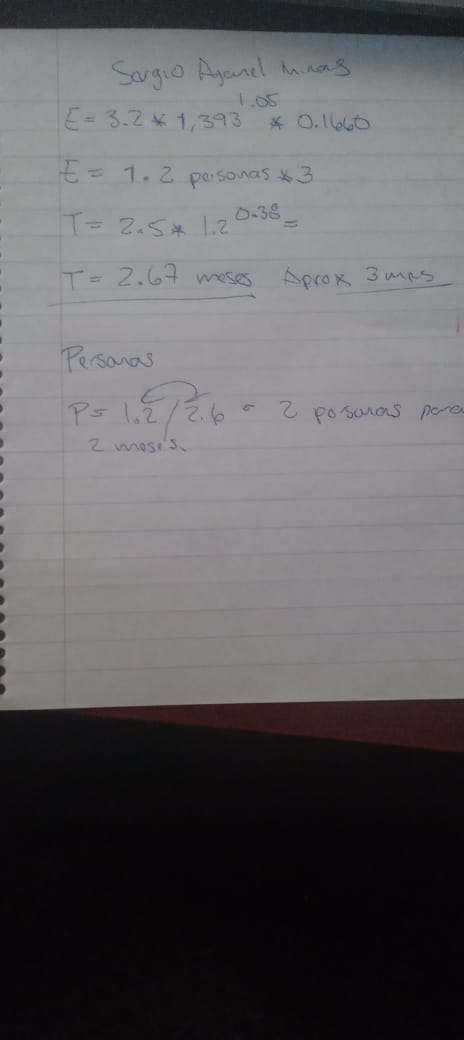 Sergio Ajanel Minas
E = 3.2 * 1,393^1.05 * 0.1660
E = 1.2 personas * 3
T = 2.5 * 1.2^0.38 =
T = 2.67 meses Aprox 3 mes
Personas
P = 1.2 / 2.6 = 2 personas para
2 meses.